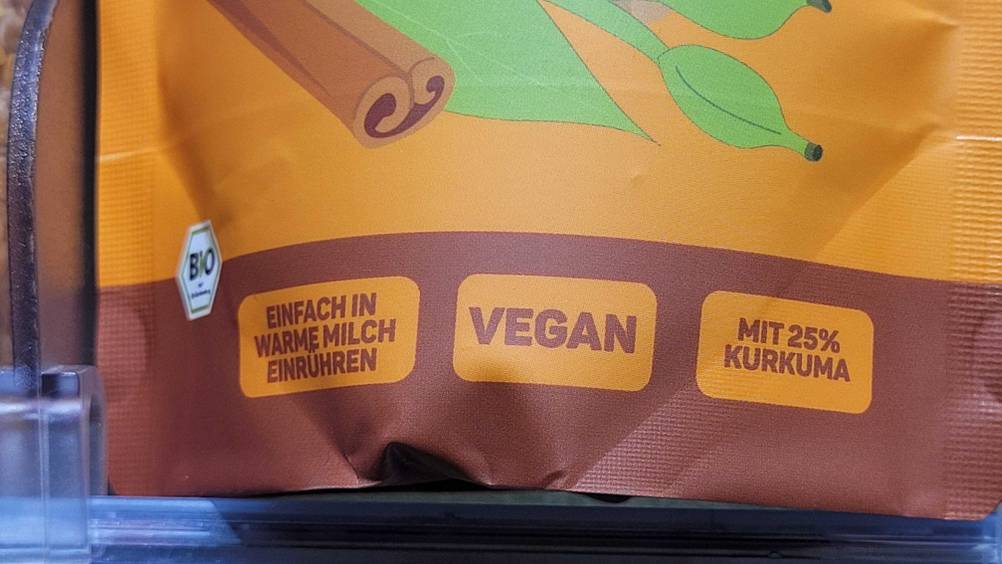 BIO
EINFACH IN
WARME MILCH
EINRÜHREN
VEGAN
MIT 25%
KURKUMA